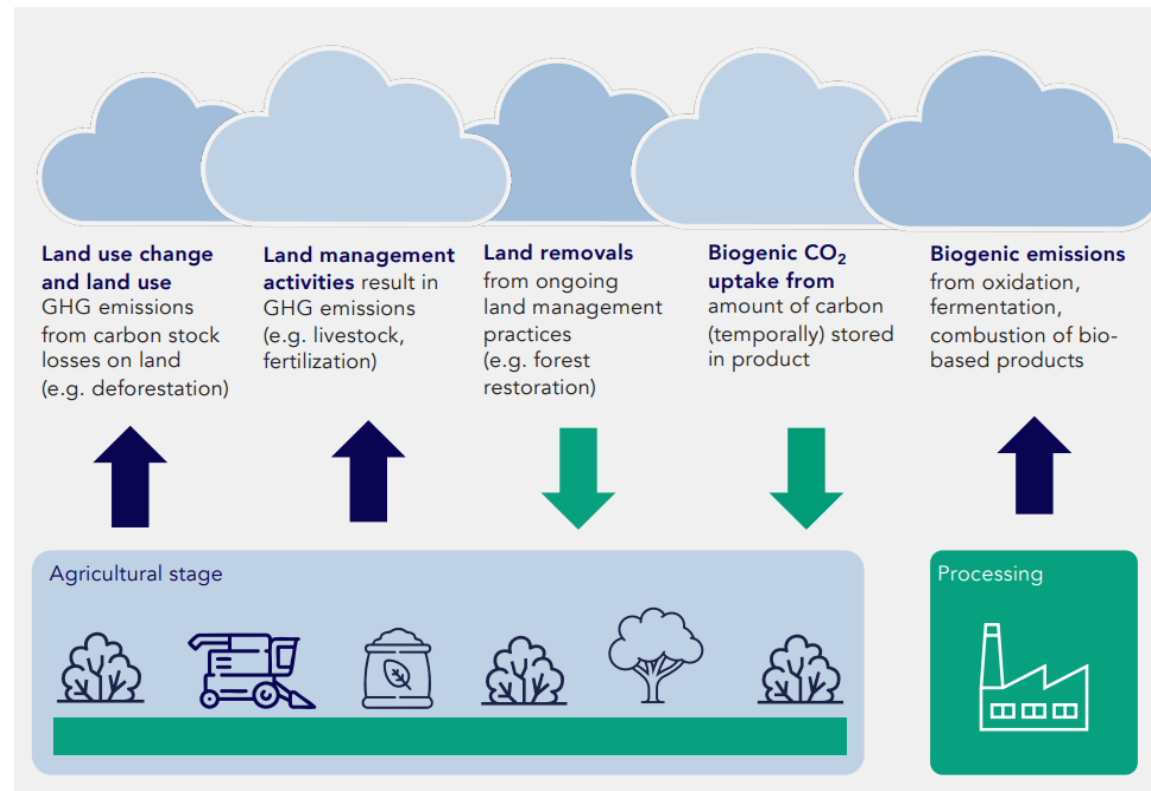 Land use change
and land use
GHG emissions
from carbon stock
losses on land
(e.g. deforestation)
Land management
activities result in
GHG emissions
(e.g. livestock,
fertilization)
Land removals
from ongoing
land management
practices
(e.g. forest
restoration)
Biogenic CO₂
uptake from
amount of carbon
(temporally) stored
in product
Biogenic emissions
from oxidation,
fermentation,
combustion of bio-
based products
Agricultural stage
Processing